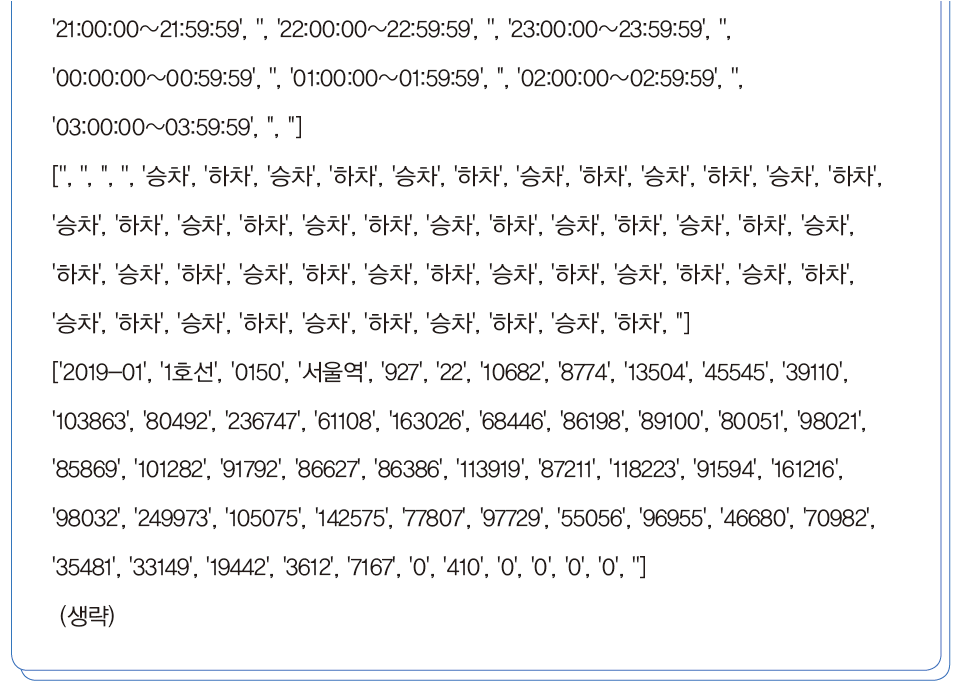 '21:00:00~21:59:59', '', '22:00:00~22:59:59', '', '23:00:00~23:59:59', '',
'00:00:00~00:59:59', '', '01:00:00~01:59:59', '', '02:00:00~02:59:59', '',
'03:00:00~03:59:59', '', '']
['', '', '', '', '승차', '하차', '승차', '하차', '승차', '하차', '승차', '하차', '승차', '하차', '승차', '하차',
'승차', '하차', '승차', '하차', '승차', '하차', '승차', '하차', '승차', '하차', '승차', '하차', '승차',
'하차', '승차', '하차', '승차', '하차', '승차', '하차', '승차', '하차', '승차', '하차', '승차', '하차',
'승차', '하차', '승차', '하차', '승차', '하차', '승차', '하차', '승차', '하차', '']
['2019-01', '1호선', '0150', '서울역', '927', '22', '10682', '8774', '13504', '45545', '39110',
'103863', '80492', '236747', '61108', '163026', '68446', '86198', '89100', '80051', '98021',
'85869', '101282', '91792', '86627', '86386', '113919', '87211', '118223', '91594', '161216',
'98032', '249973', '105075', '142575', '77807', '97729', '55056', '96955', '46680', '70982',
'35481', '33149', '19442', '3612', '7167', '0', '410', '0', '0', '0', '0', '']
(생략)